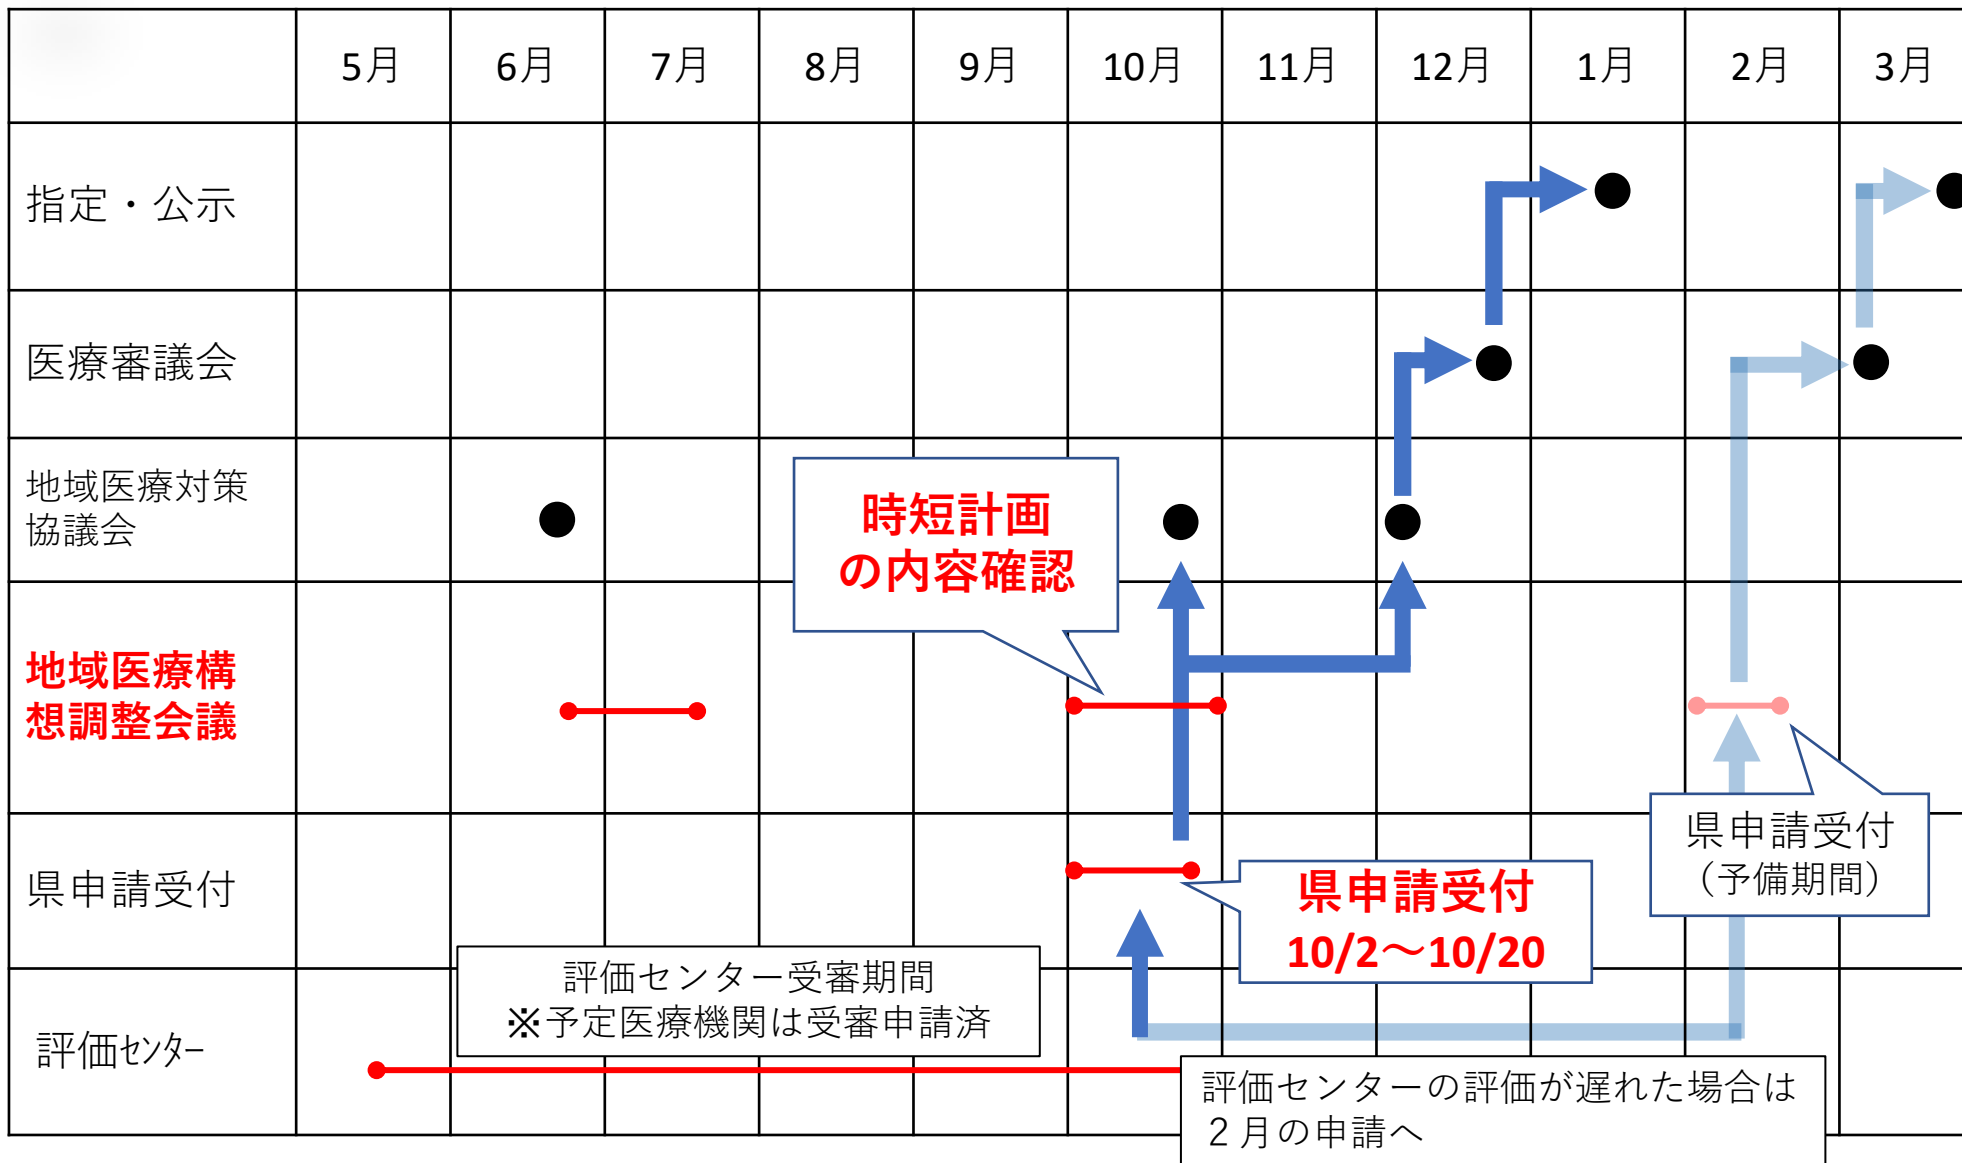 5月 6月 7月 8月 9月 10月 11月 12月 1月 2月 3月
指定・公示
医療審議会
地域医療対策
協議会
時短計画
の内容確認
地域医療構
想調整会議
県申請受付
（予備期間）
県申請受付
県申請受付
10/2～10/20
評価センター受審期間
※予定医療機関は受審申請済
評価ｾﾝﾀｰ
評価センターの評価が遅れた場合は
２月の申請へ